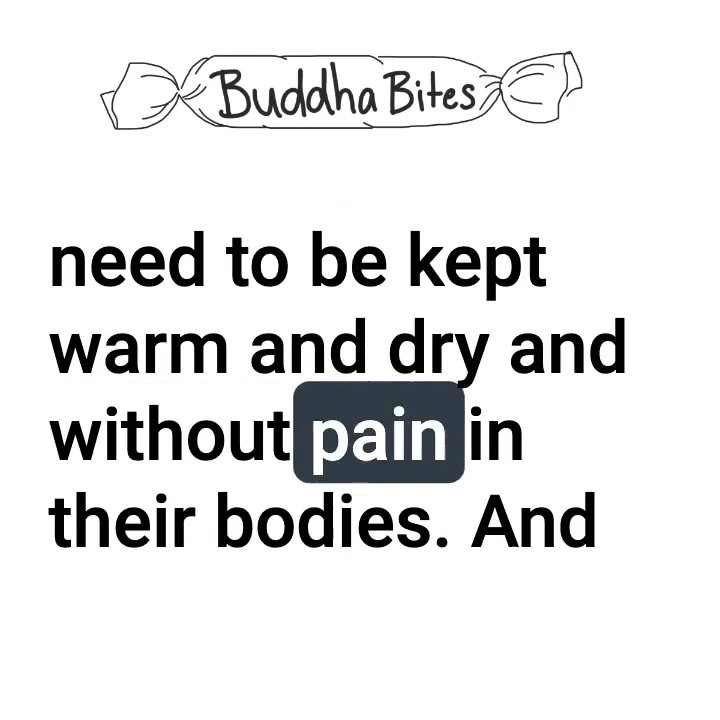 Buddha Bites
need to be kept
warm and dry and
without pain in
their bodies. And